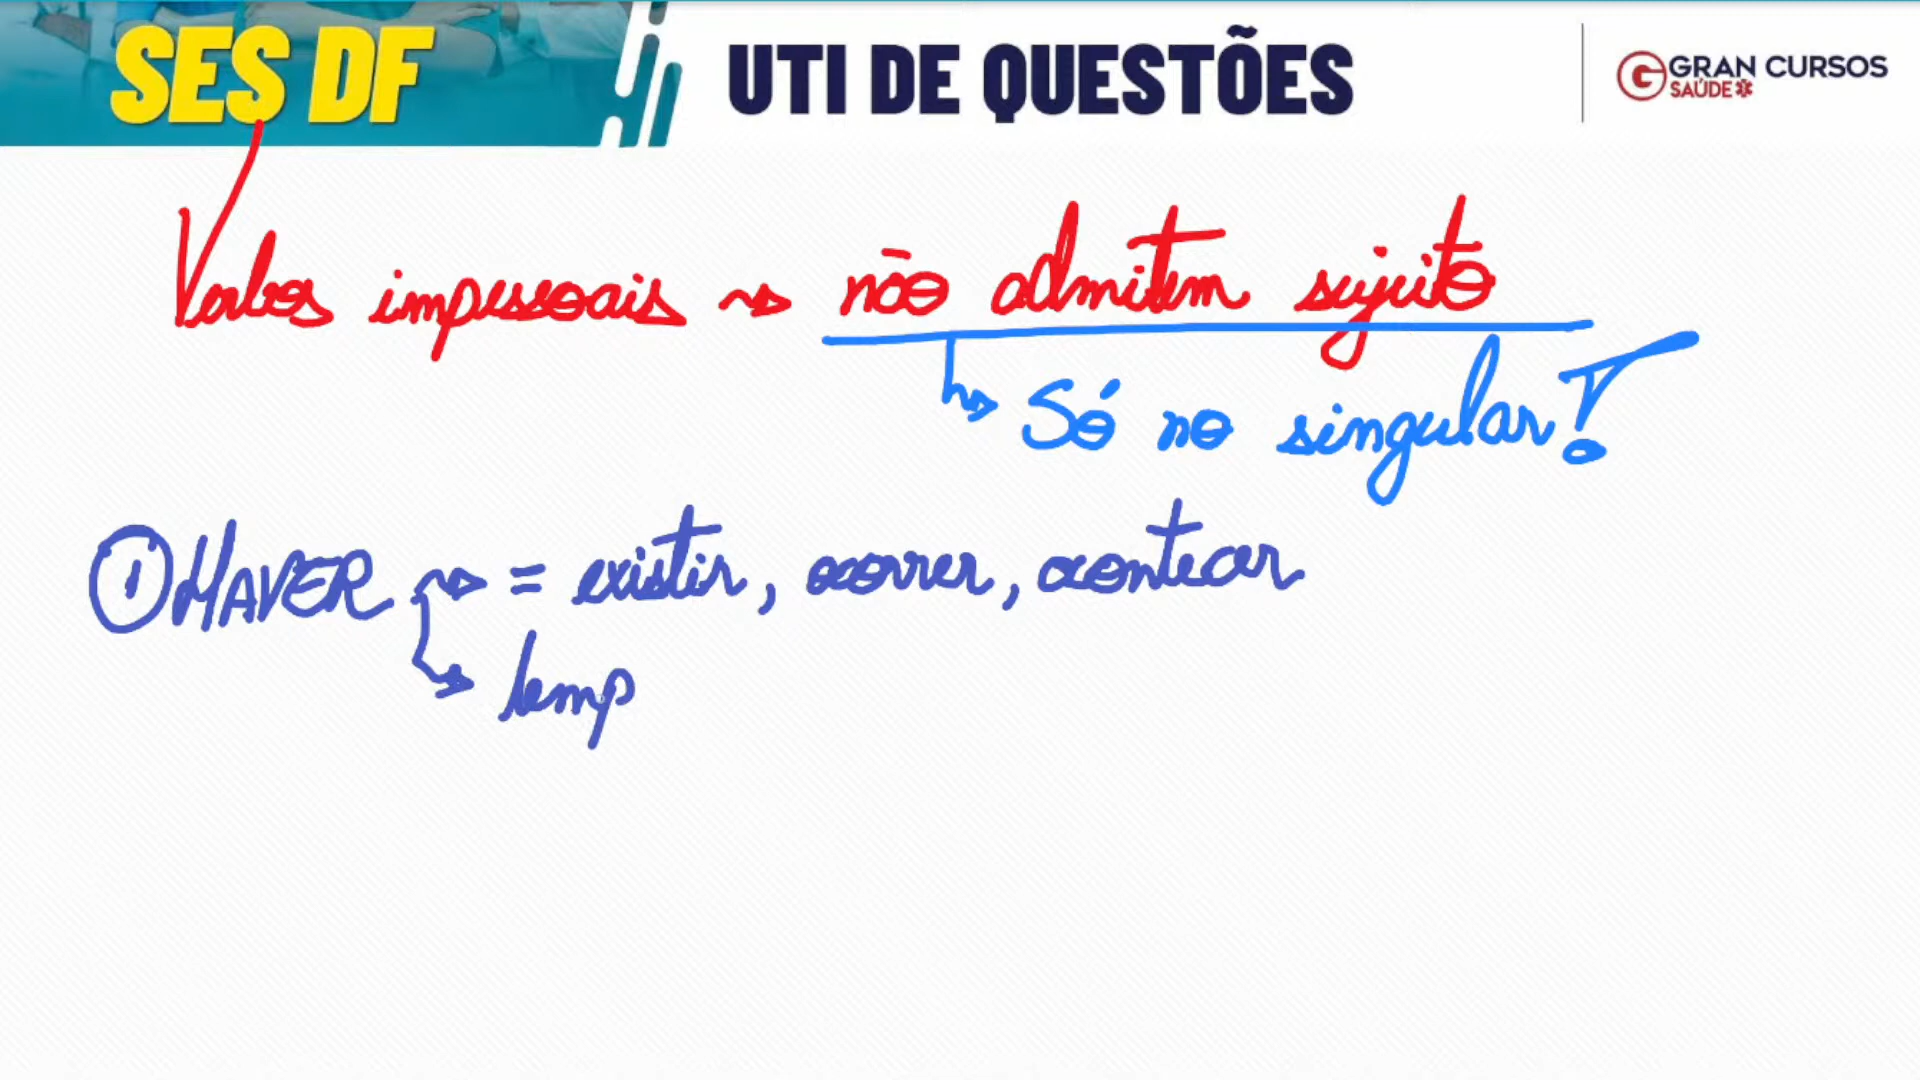 SES DF
UTI DE QUESTÕES
GRAN CURSOS
SAÚDE
Verbos impessoais → não admitem sujeito
↳ Só no singular!
① HAVER → = existir, ocorrer, acontecer
↳ temp